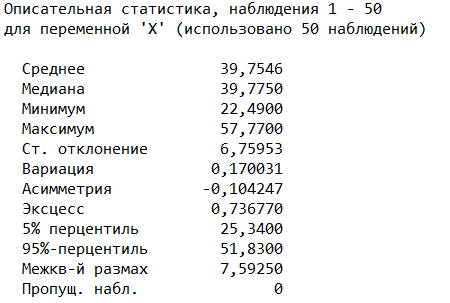 Описательная статистика, наблюдения 1 - 50
для переменной 'X' (использовано 50 наблюдений)
Среднее 39,7546
Медиана 39,7750
Минимум 22,4900
Максимум 57,7700
Ст. отклонение 6,75953
Вариация 0,170031
Асимметрия -0,104247
Эксцесс 0,736770
5% перцентиль 25,3400
95%-перцентиль 51,8300
Межкв-й размах 7,59250
Пропущ. набл. 0